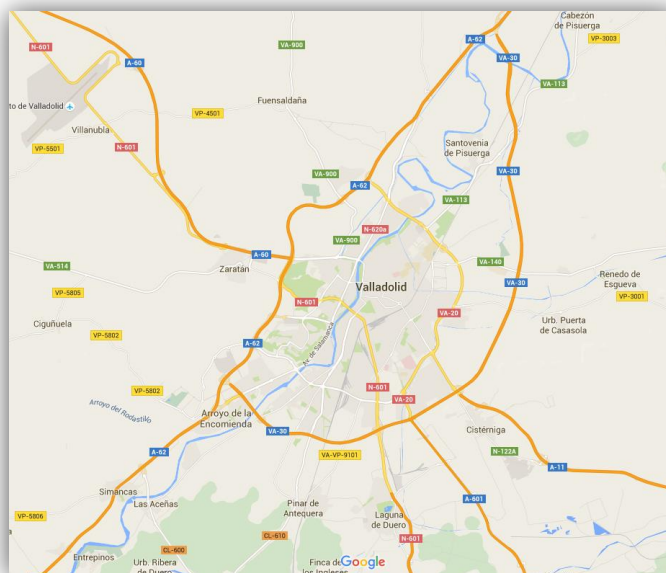 Cabezón
de Pisuerga
N-601
A-62
VP-3003
VA-900
A-60
VA-30
VA-113
Fuensaldaña
to de Valladolid
VP-4501
Villanubla
Santovenia
de Pisuerga
VP-5501
N-601
VA-900
VA-30
A-62
VA-113
N-620a
VA-900
A-60
VA-140
VA-514
Zaratán
Renedo de
Esgueva
VA-30
Valladolid
VP-5805
VP-3001
N-601
VA-20
Ciguñuela
Urb. Puerta
de Casasola
VP-5802
A-62
Av de Salamanca
N-601
VP-5802
VA-20
Arroyo del Rodastillo
Arroyo de la
Encomienda
VA-30
Cistérniga
A-62
VA-VP-9101
N-122A
A-11
Simancas
Las Aceñas
Pinar de
Antequera
A-601
VP-5806
a
Laguna
de Duero
CL-610
N-601
CL-600
Entrepinos
Urb. Ribera
de Duero
Finca de
los Ingleses
Google